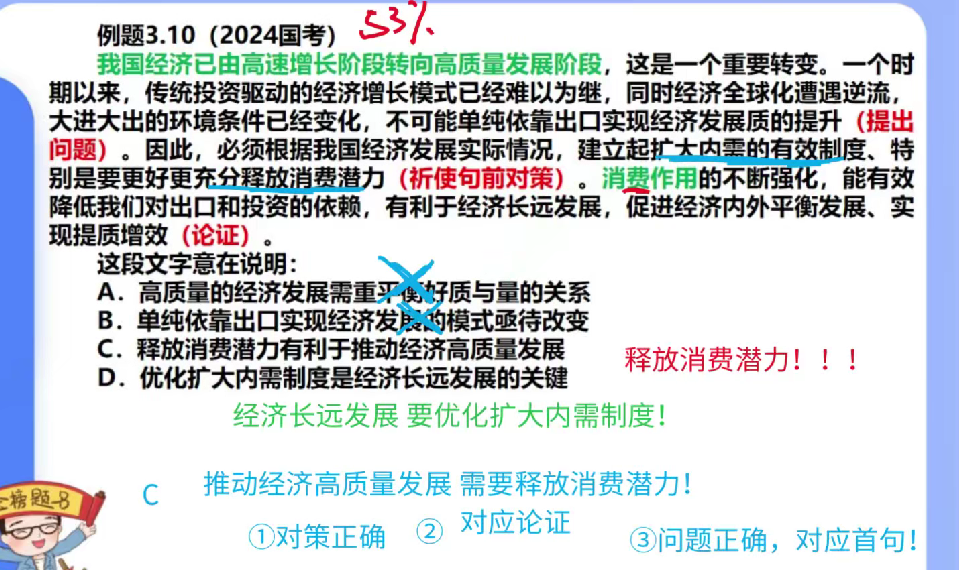 例题3.10（2024国考） 53%
我国经济已由高速增长阶段转向高质量发展阶段，这是一个重要转变。一个时
期以来，传统投资驱动的经济增长模式已经难以为继，同时经济全球化遭遇逆流，
大进大出的环境条件已经变化，不可能单纯依靠出口实现经济发展质的提升（提出
问题）。因此，必须根据我国经济发展实际情况，建立起扩大内需的有效制度、特
别是要更好更充分释放消费潜力（祈使句前对策）。消费作用的不断强化，能有效
降低我们对出口和投资的依赖，有利于经济长远发展，促进经济内外平衡发展、实
现提质增效（论证）。
这段文字意在说明：
A．高质量的经济发展需重平衡好质与量的关系
B．单纯依靠出口实现经济发展的模式亟待改变
C．释放消费潜力有利于推动经济高质量发展
释放消费潜力！！！
D．优化扩大内需制度是经济长远发展的关键
经济长远发展 要优化扩大内需制度！
C 推动经济高质量发展 需要释放消费潜力！
①对策正确 ② 对应论证 ③问题正确，对应首句！
榜题-8